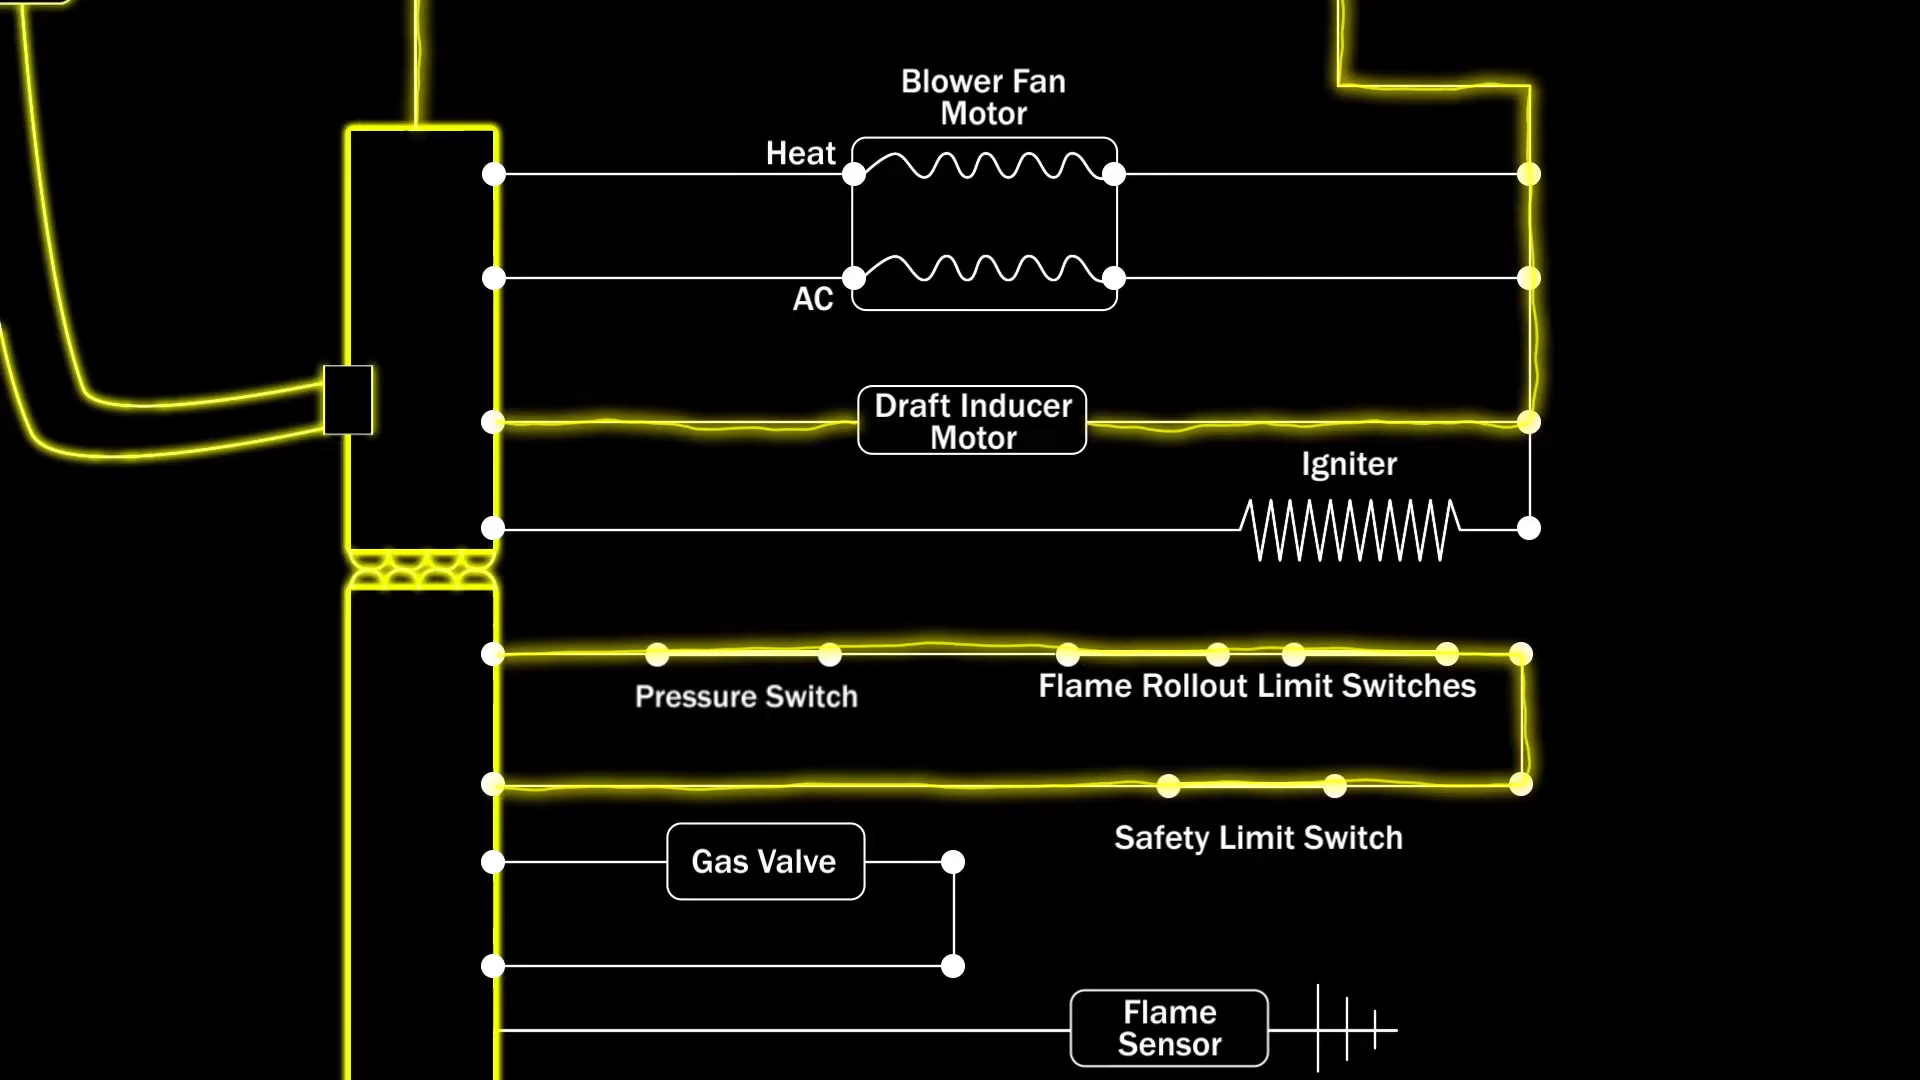 Blower Fan
Motor
Heat
AC
Draft Inducer
Motor
Igniter
Pressure Switch
Flame Rollout Limit Switches
Safety Limit Switch
Gas Valve
Flame
Sensor